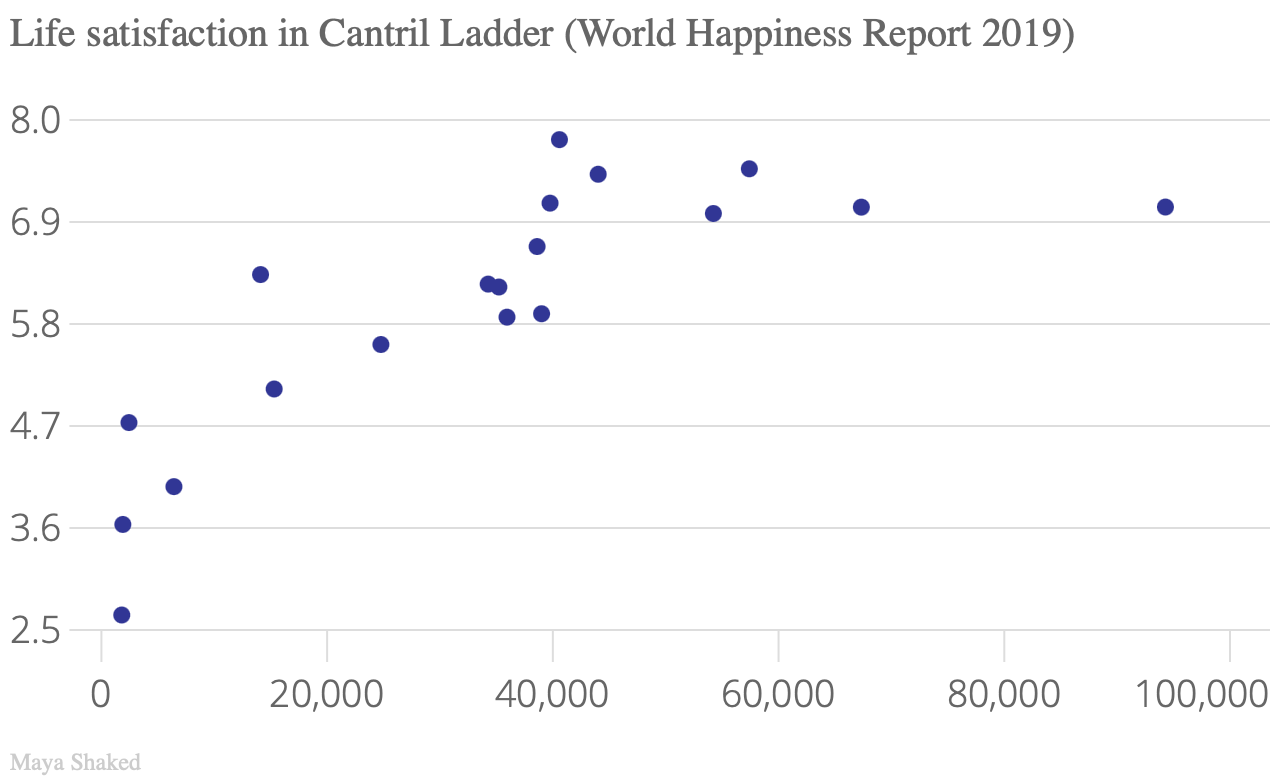 Life satisfaction in Cantril Ladder (World Happiness Report 2019)
8.0
6.9
5.8
4.7
3.6
2.5
0 20,000 40,000 60,000 80,000 100,000
Maya Shaked